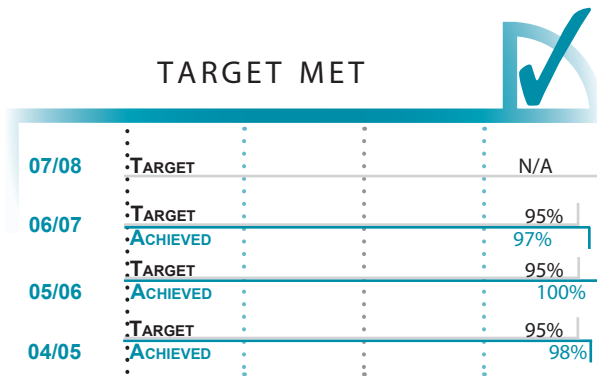 TARGET MET
07/08 TARGET N/A
06/07 TARGET 95%
ACHIEVED 97%
TARGET 95%
05/06 ACHIEVED 100%
TARGET 95%
04/05 ACHIEVED 98%